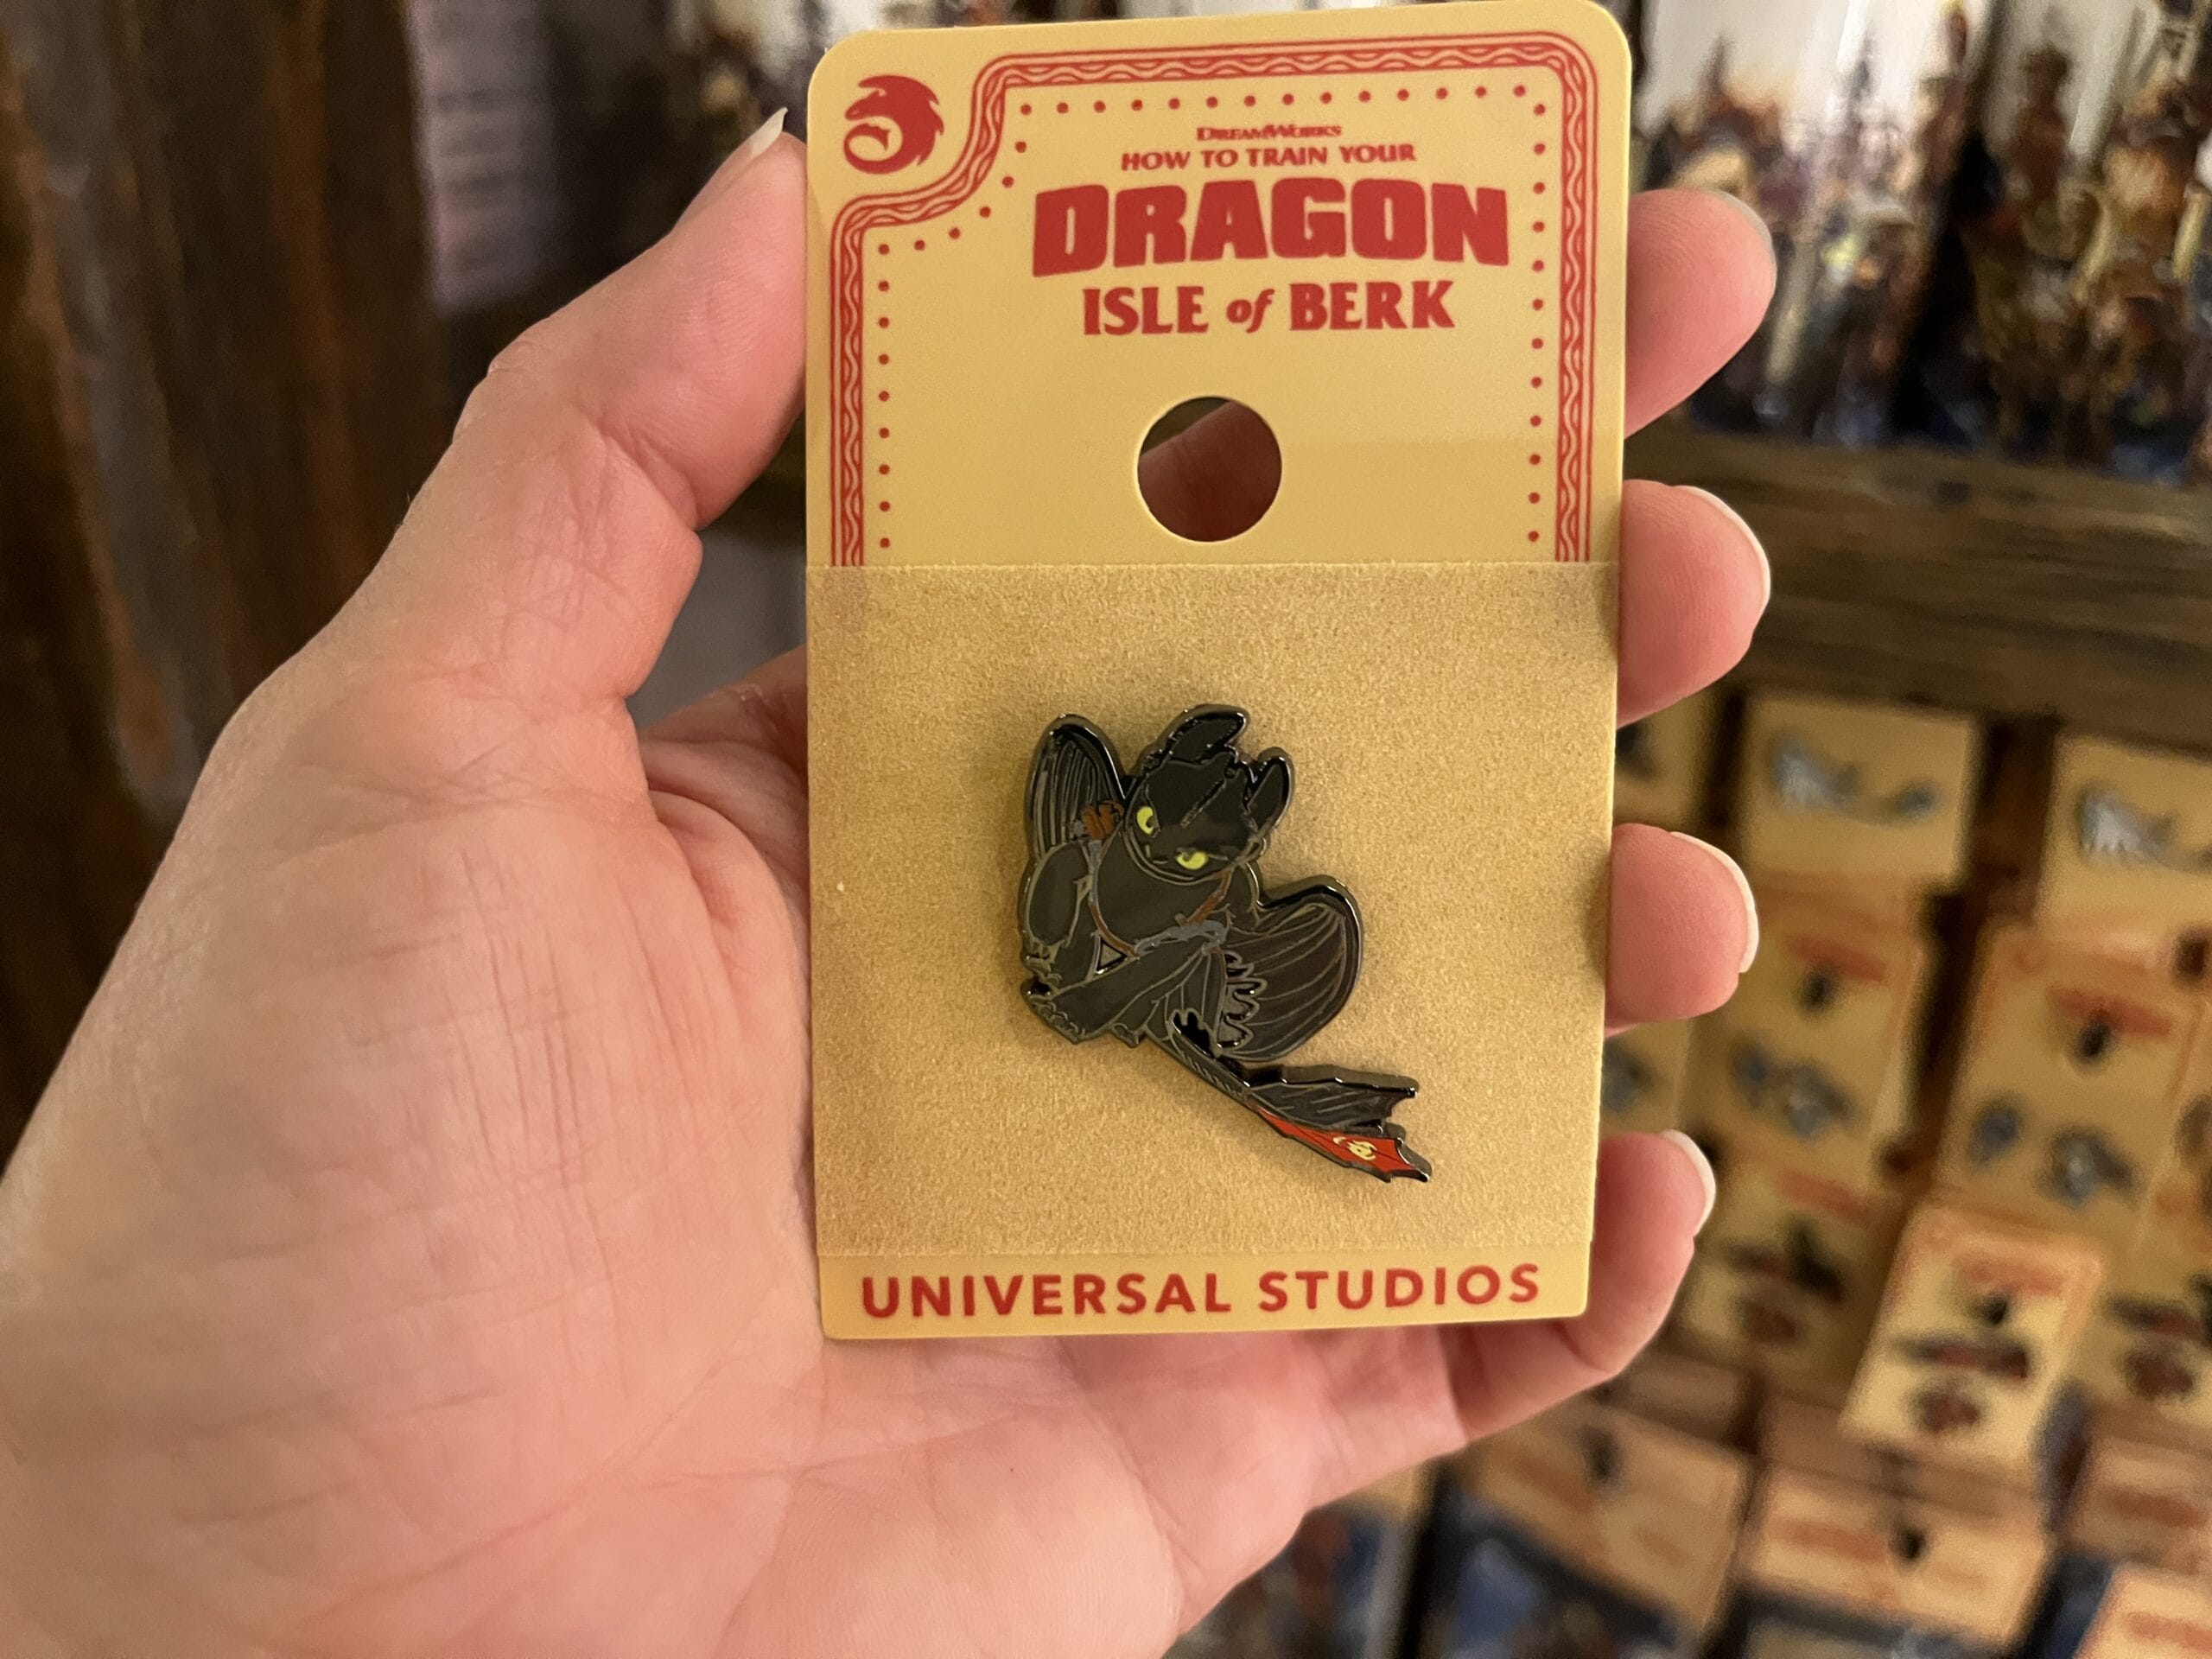 DREAMWORKS
HOW TO TRAIN YOUR
DRAGON
ISLE of BERK
UNIVERSAL STUDIOS